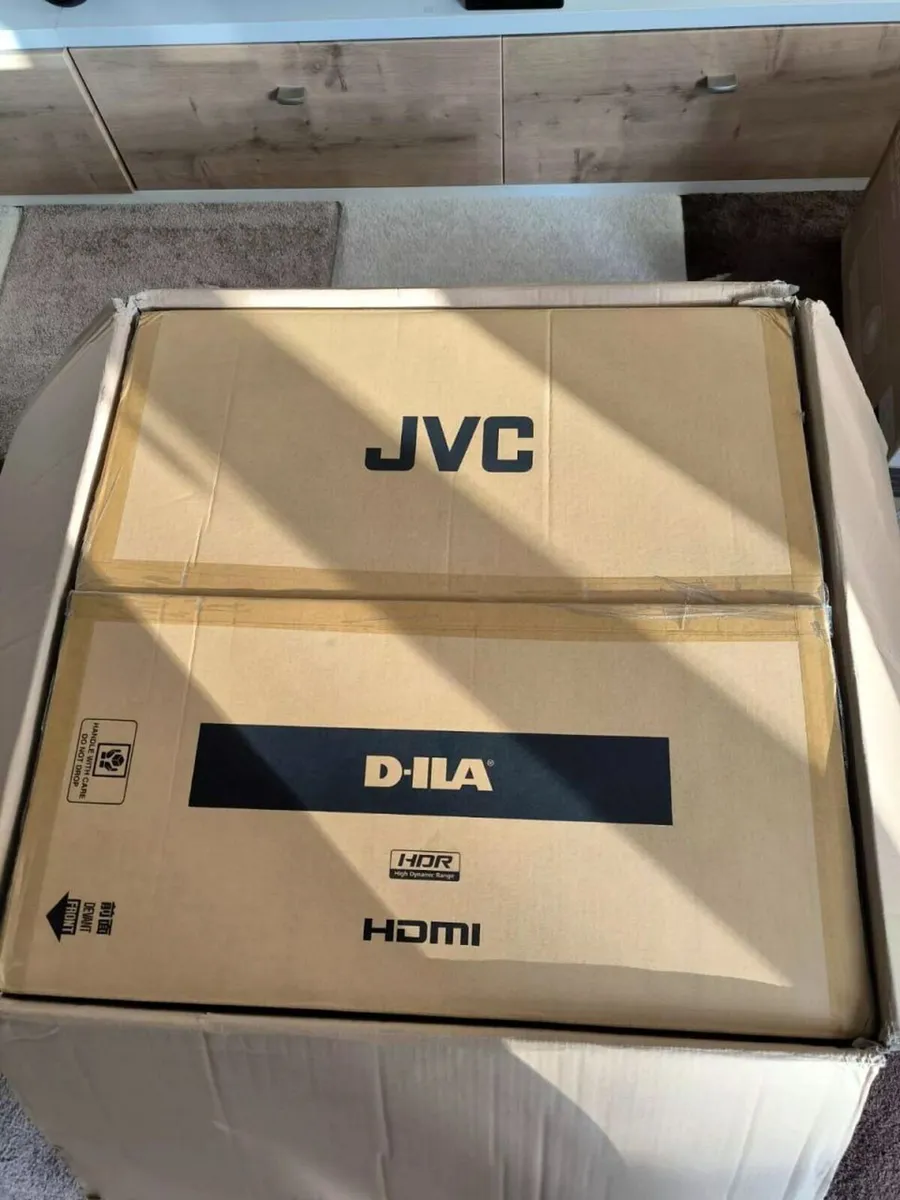 JVC
D-ILA®
HDR
High Dynamic Range
HDMI
HANDLE WITH CARE
DO NOT DROP
前面
DEVANT
FRONT